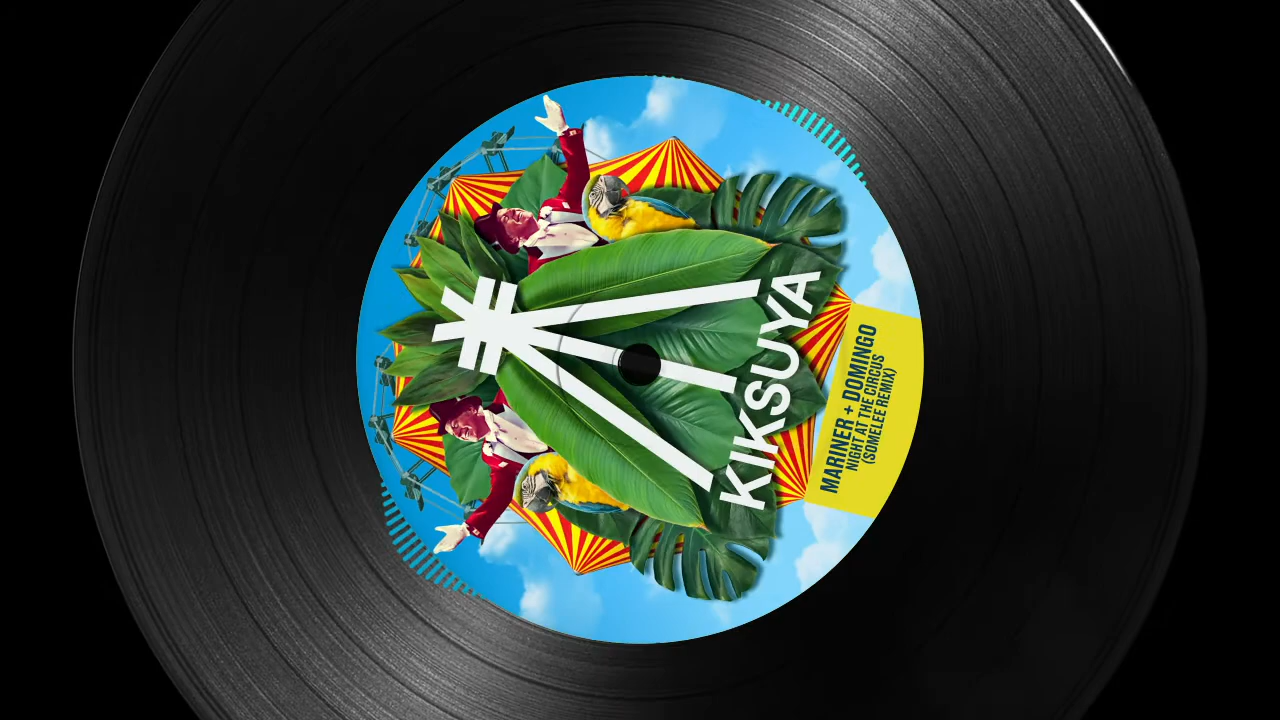 KIKSUYA
MARINER + DOMINGO
NIGHT AT THE CIRCUS
(SOMELEE REMIX)